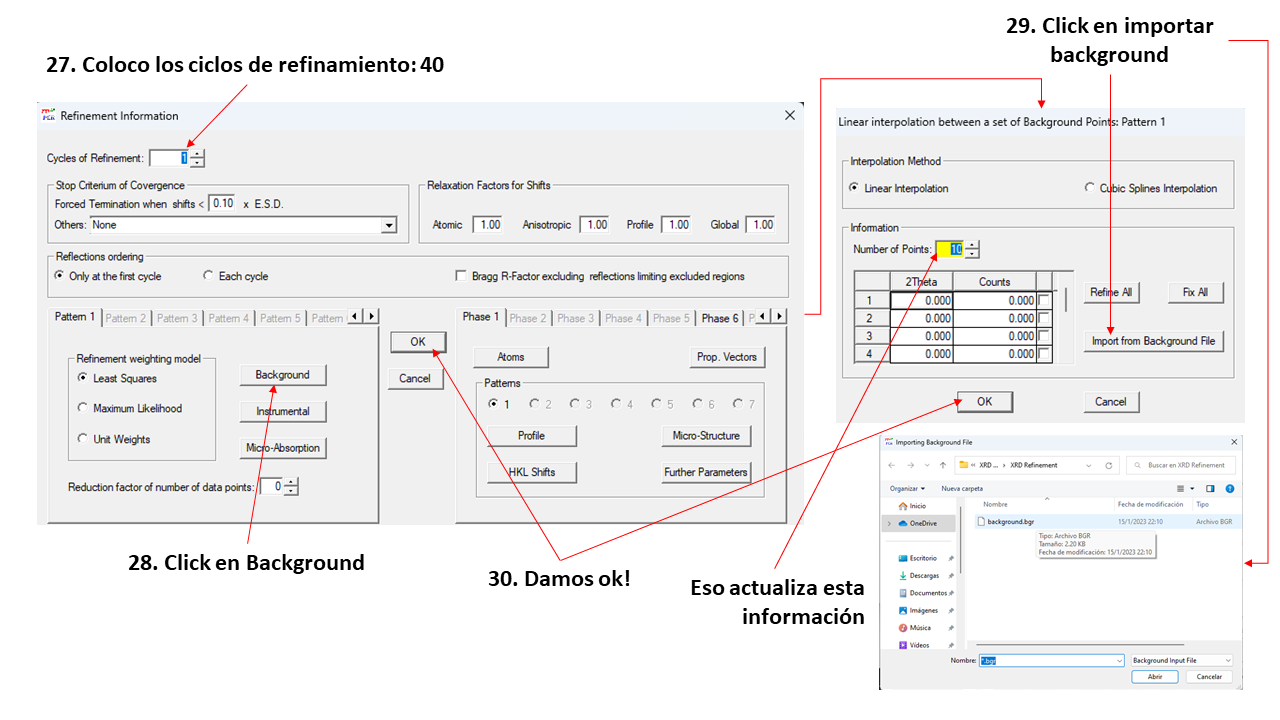 29. Click en importar
background
27. Coloco los ciclos de refinamiento: 40
Refinement Information
Cycles of Refinement: 1
Stop Criterium of Covergence
Forced Termination when shifts < 0.10 x E.S.D.
Others: None
Relaxation Factors for Shifts
Atomic 1.00 Anisotropic 1.00 Profile 1.00 Global 1.00
Reflections ordering
Only at the first cycle Each cycle
Bragg R-Factor excluding reflections limiting excluded regions
Pattern 1 Pattern 2 Pattern 3 Pattern 4 Pattern 5 Pattern
Refinement weighting model
Least Squares
Maximum Likelihood
Unit Weights
Background
Instrumental
Micro-Absorption
Reduction factor of number of data points: 0
OK
Cancel
Phase 1 Phase 2 Phase 3 Phase 4 Phase 5 Phase 6 P
Atoms Prop. Vectors
Patterns
1 2 3 4 5 6 7
Profile Micro-Structure
HKL Shifts Further Parameters
Linear interpolation between a set of Background Points: Pattern 1
Interpolation Method
Linear Interpolation Cubic Splines Interpolation
Information
Number of Points: 10
2Theta Counts
1 0.000 0.000
2 0.000 0.000
3 0.000 0.000
4 0.000 0.000
Refine All Fix All
Import from Background File
OK Cancel
Importing Background File
« XRD ... › XRD Refinement
Buscar en XRD Refinement
Organizar Nueva carpeta
Inicio
OneDrive
Escritorio
Descargas
Documentos
Imágenes
Música
Vídeos
Nombre Fecha de modificación Tipo
background.bgr 15/1/2023 22:10 Archivo BGR
Tipo: Archivo BGR
Tamaño: 2,20 KB
Fecha de modificación: 15/1/2023 22:10
Nombre: *.bgr Background Input File
Abrir Cancelar
28. Click en Background
30. Damos ok!
Eso actualiza esta
información